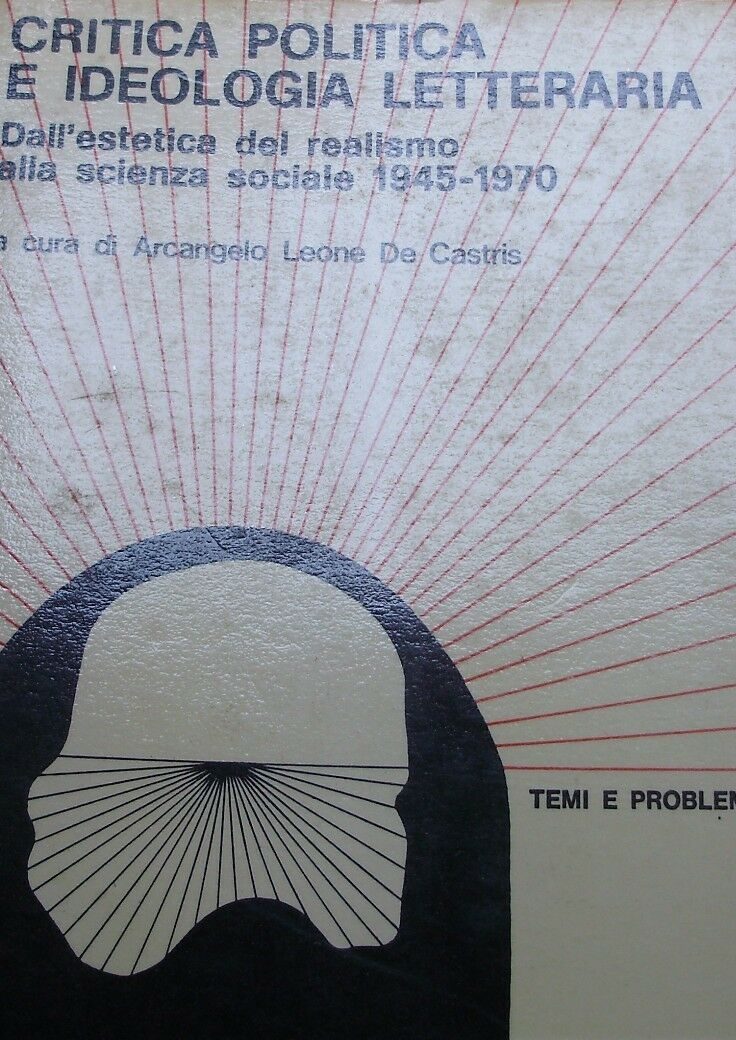 CRITICA POLITICA
E IDEOLOGIA LETTERARIA
Dall'estetica del realismo
alla scienza sociale 1945-1970
a cura di Arcangelo Leone De Castris
TEMI E PROBLEM